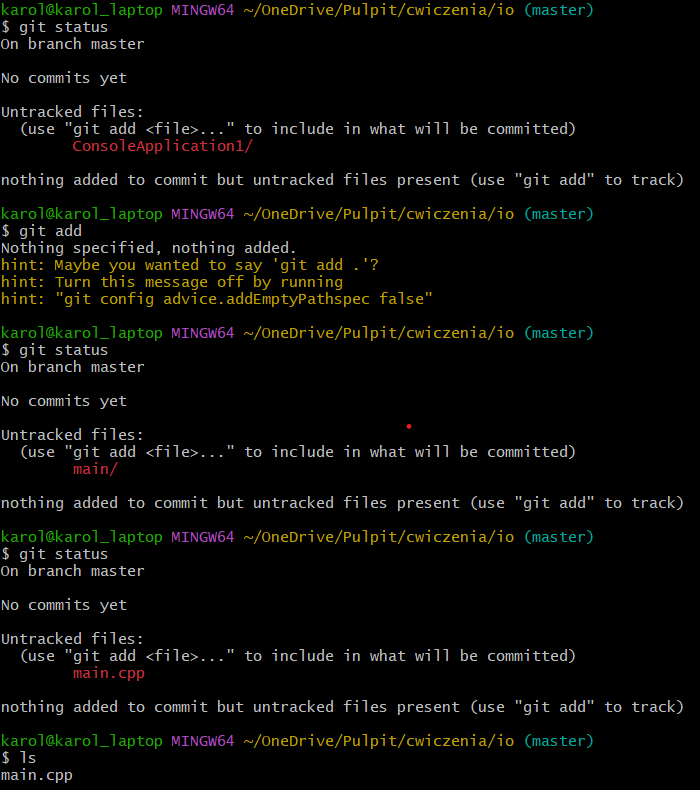 karol@karol_laptop MINGW64 ~/OneDrive/Pulpit/cwiczenia/io (master)
$ git status
On branch master
No commits yet
Untracked files:
  (use "git add <file>..." to include in what will be committed)
        ConsoleApplication1/
nothing added to commit but untracked files present (use "git add" to track)
karol@karol_laptop MINGW64 ~/OneDrive/Pulpit/cwiczenia/io (master)
$ git add
Nothing specified, nothing added.
hint: Maybe you wanted to say 'git add .'?
hint: Turn this message off by running
hint: "git config advice.addEmptyPathspec false"
karol@karol_laptop MINGW64 ~/OneDrive/Pulpit/cwiczenia/io (master)
$ git status
On branch master
No commits yet
Untracked files:
  (use "git add <file>..." to include in what will be committed)
        main/
nothing added to commit but untracked files present (use "git add" to track)
karol@karol_laptop MINGW64 ~/OneDrive/Pulpit/cwiczenia/io (master)
$ git status
On branch master
No commits yet
Untracked files:
  (use "git add <file>..." to include in what will be committed)
        main.cpp
nothing added to commit but untracked files present (use "git add" to track)
karol@karol_laptop MINGW64 ~/OneDrive/Pulpit/cwiczenia/io (master)
$ ls
main.cpp